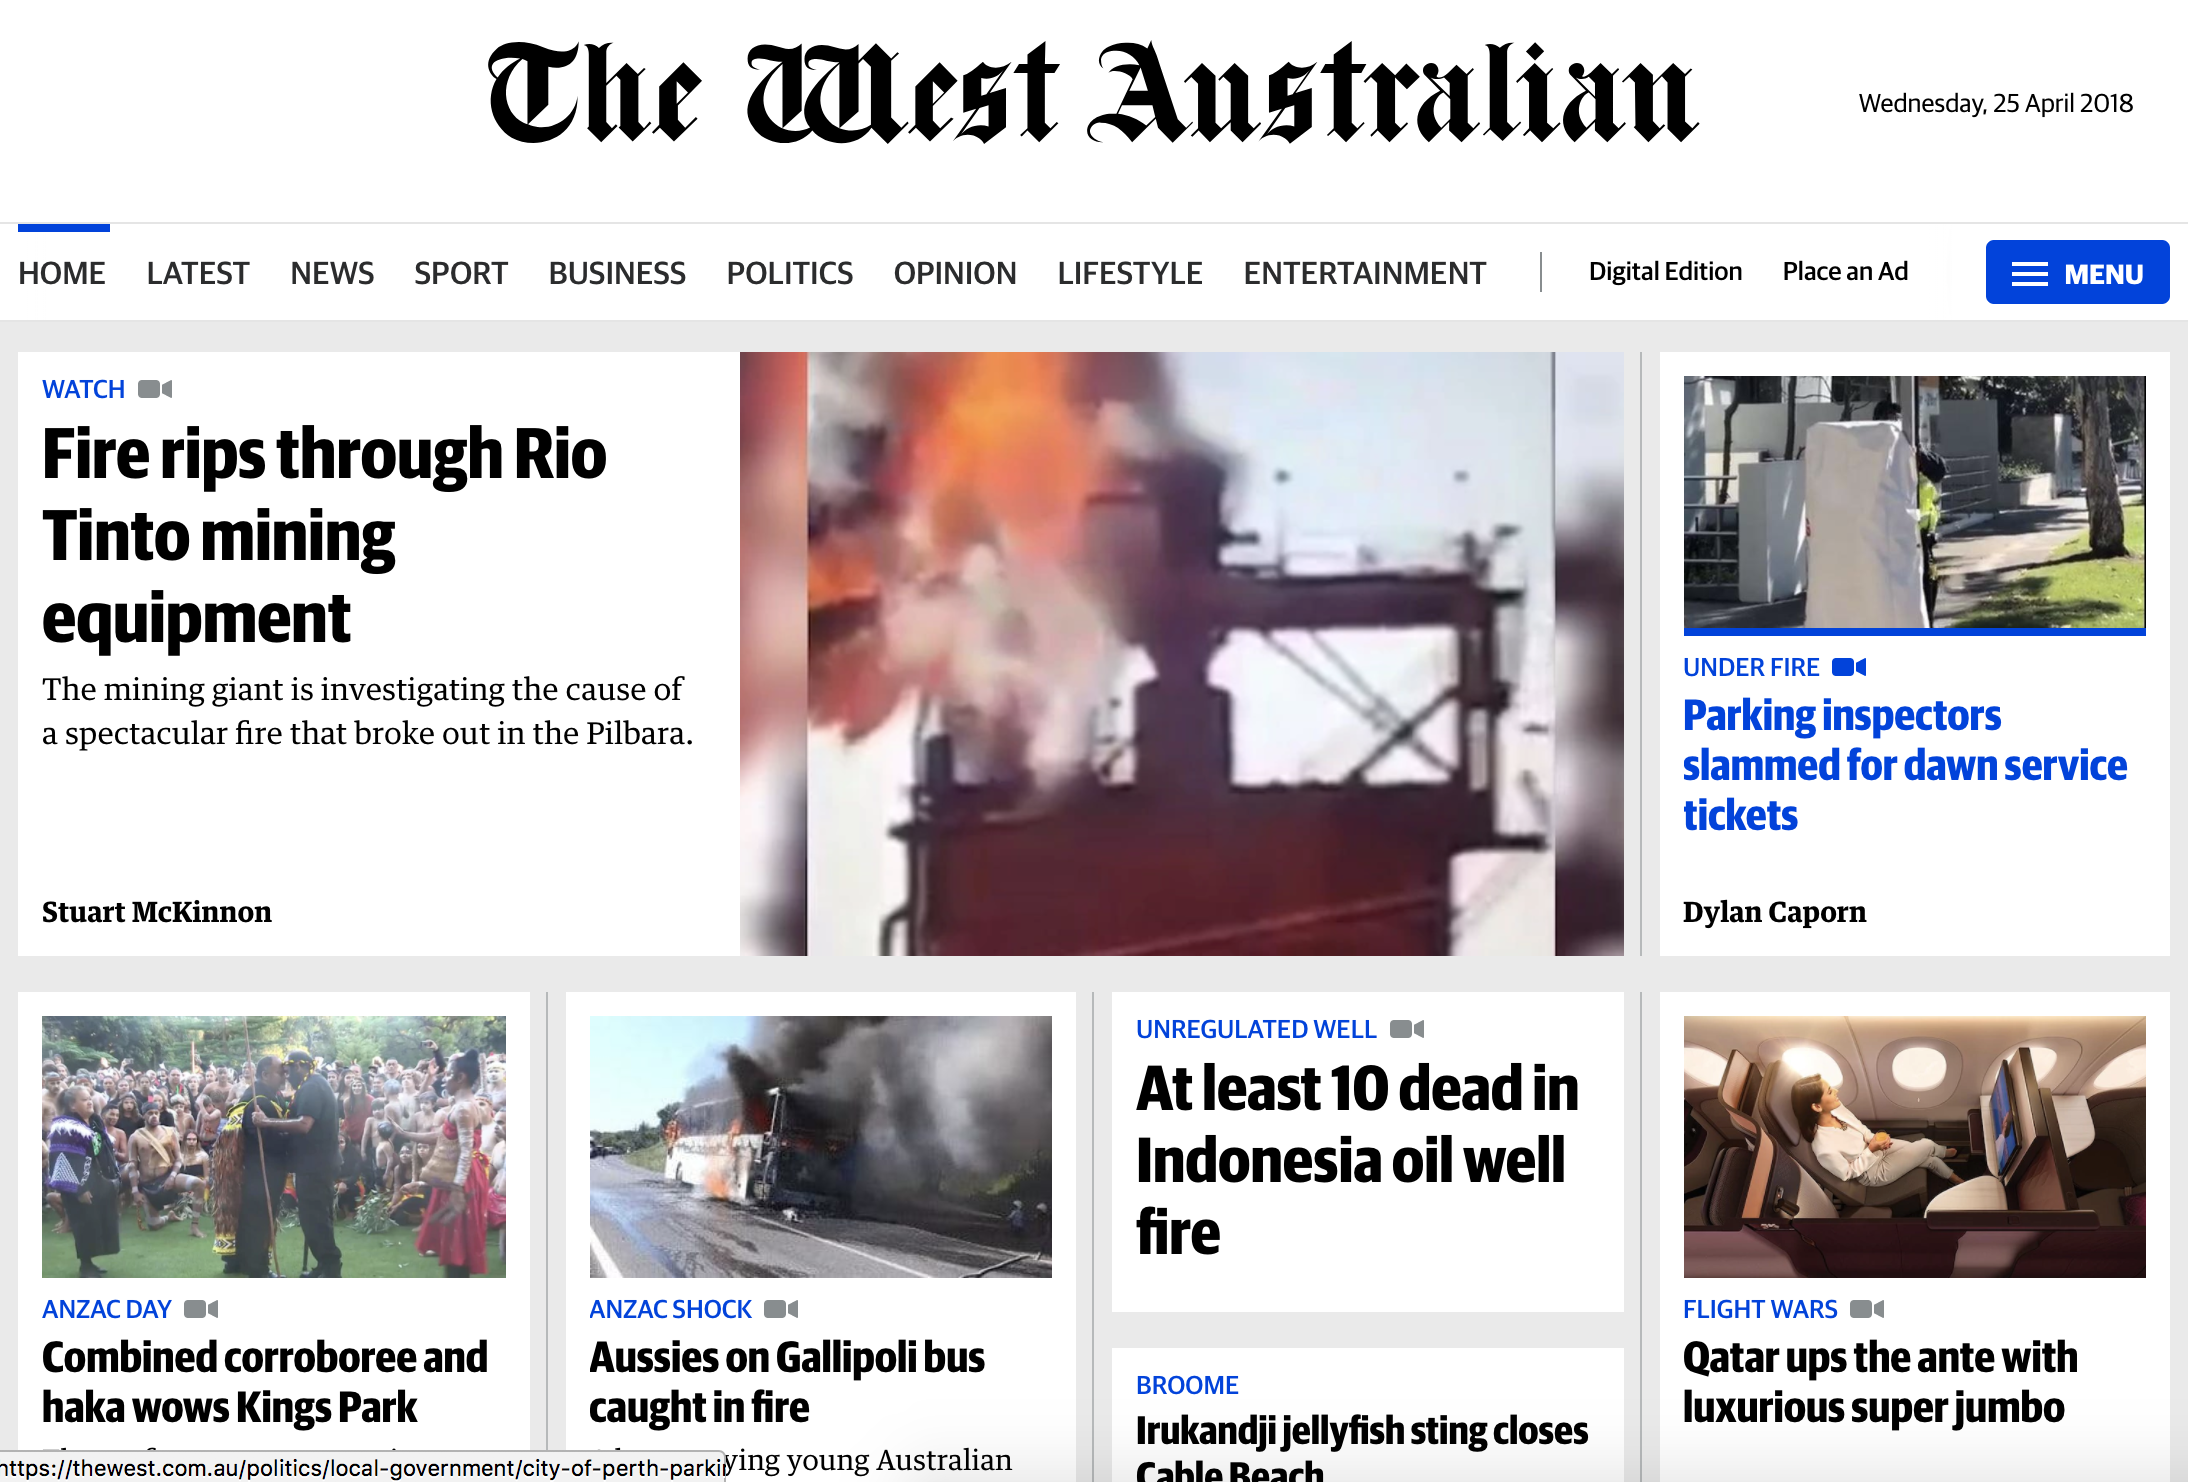 The West Australian
Wednesday, 25 April 2018
HOME LATEST NEWS SPORT BUSINESS POLITICS OPINION LIFESTYLE ENTERTAINMENT Digital Edition Place an Ad MENU
WATCH
Fire rips through Rio
Tinto mining
equipment
The mining giant is investigating the cause of
a spectacular fire that broke out in the Pilbara.
Stuart McKinnon
UNDER FIRE
Parking inspectors
slammed for dawn service
tickets
Dylan Caporn
ANZAC DAY
Combined corroboree and
haka wows Kings Park
ANZAC SHOCK
Aussies on Gallipoli bus
caught in fire
ying young Australian
UNREGULATED WELL
At least 10 dead in
Indonesia oil well
fire
BROOME
Irukandji jellyfish sting closes
Cable Beach
FLIGHT WARS
Qatar ups the ante with
luxurious super jumbo
https://thewest.com.au/politics/local-government/city-of-perth-parki